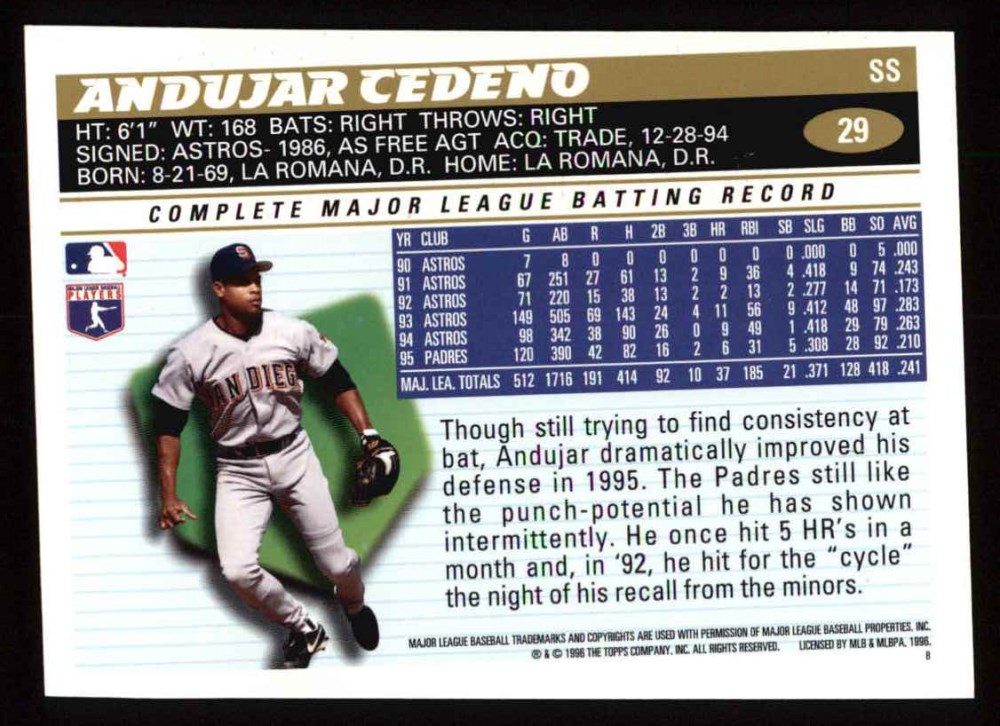 ANDUJAR CEDENO SS
HT: 6'1" WT: 168 BATS: RIGHT THROWS: RIGHT 29
SIGNED: ASTROS- 1986, AS FREE AGT ACQ: TRADE, 12-28-94
BORN: 8-21-69, LA ROMANA, D.R. HOME: LA ROMANA, D.R.
COMPLETE MAJOR LEAGUE BATTING RECORD
YR CLUB G AB R H 2B 3B HR RBI SB SLG BB SO AVG
90 ASTROS 7 8 0 0 0 0 0 0 0 .000 0 5 .000
91 ASTROS 67 251 27 61 13 2 9 36 4 .418 9 74 .243
92 ASTROS 71 220 15 38 13 2 2 13 2 .277 14 71 .173
93 ASTROS 149 505 69 143 24 4 11 56 9 .412 48 97 .283
94 ASTROS 98 342 38 90 26 0 9 49 1 .418 29 79 .263
95 PADRES 120 390 42 82 16 2 6 31 5 .308 28 92 .210
MAJ. LEA. TOTALS 512 1716 191 414 92 10 37 185 21 .371 128 418 .241
MAJOR LEAGUE BASEBALL
PLAYERS
SAN DIEG
Though still trying to find consistency at
bat, Andujar dramatically improved his
defense in 1995. The Padres still like
the punch-potential he has shown
intermittently. He once hit 5 HR's in a
month and, in '92, he hit for the "cycle"
the night of his recall from the minors.
MAJOR LEAGUE BASEBALL TRADEMARKS AND COPYRIGHTS ARE USED WITH PERMISSION OF MAJOR LEAGUE BASEBALL PROPERTIES, INC.
® & © 1996 THE TOPPS COMPANY, INC. ALL RIGHTS RESERVED. LICENSED BY MLB & MLBPA, 1996.
B